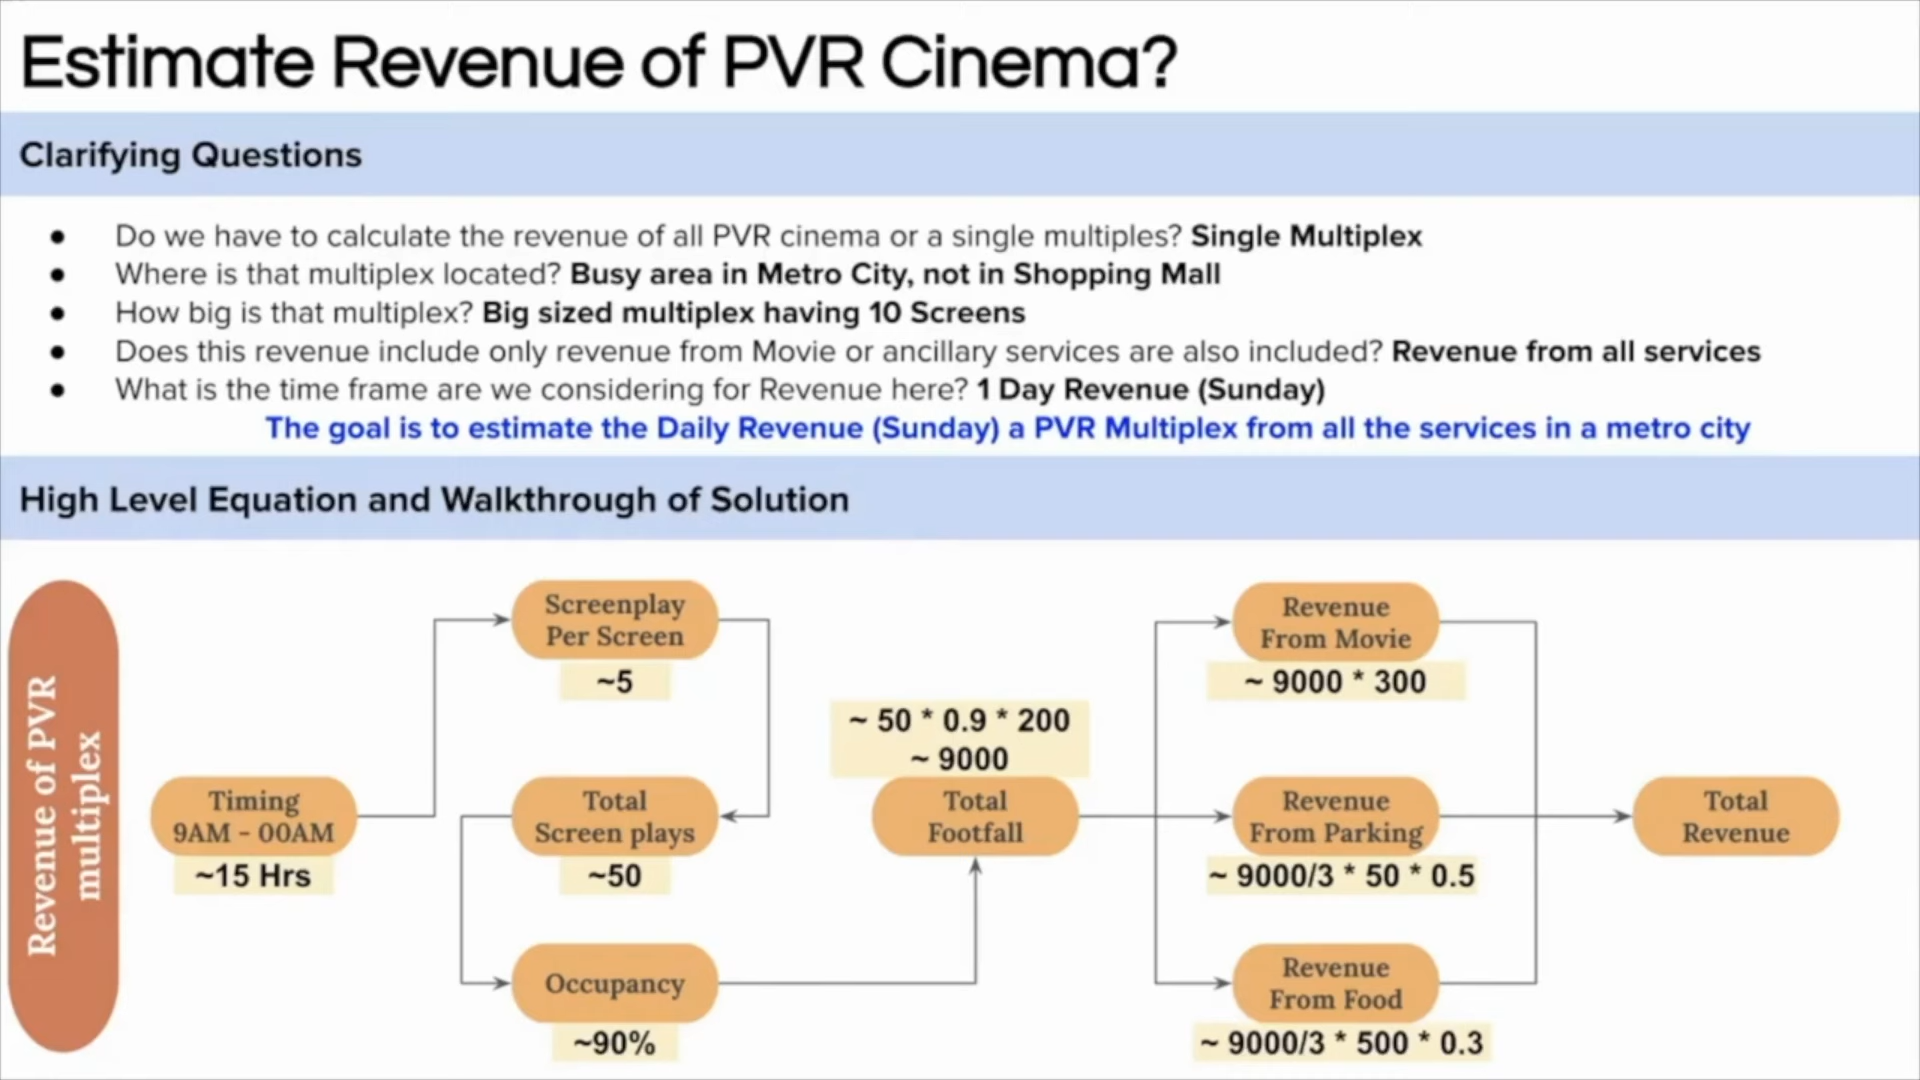 Estimate Revenue of PVR Cinema?
Clarifying Questions
● Do we have to calculate the revenue of all PVR cinema or a single multiples? Single Multiplex
● Where is that multiplex located? Busy area in Metro City, not in Shopping Mall
● How big is that multiplex? Big sized multiplex having 10 Screens
● Does this revenue include only revenue from Movie or ancillary services are also included? Revenue from all services
● What is the time frame are we considering for Revenue here? 1 Day Revenue (Sunday)
The goal is to estimate the Daily Revenue (Sunday) a PVR Multiplex from all the services in a metro city
High Level Equation and Walkthrough of Solution
Revenue of PVR
multiplex
Timing
9AM - 00AM
~15 Hrs
Screenplay
Per Screen
~5
Total
Screen plays
~50
Occupancy
~90%
~ 50 * 0.9 * 200
~ 9000
Total
Footfall
Revenue
From Movie
~ 9000 * 300
Revenue
From Parking
~ 9000/3 * 50 * 0.5
Revenue
From Food
~ 9000/3 * 500 * 0.3
Total
Revenue